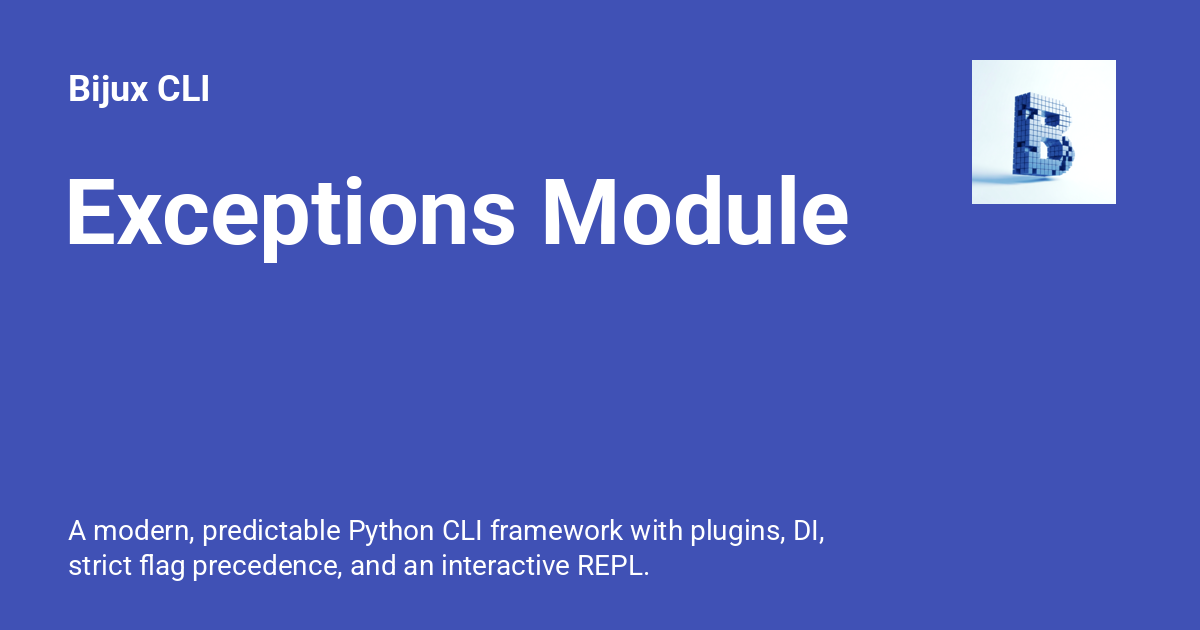 Bijux CLI
Exceptions Module
B
A modern, predictable Python CLI framework with plugins, DI,
strict flag precedence, and an interactive REPL.